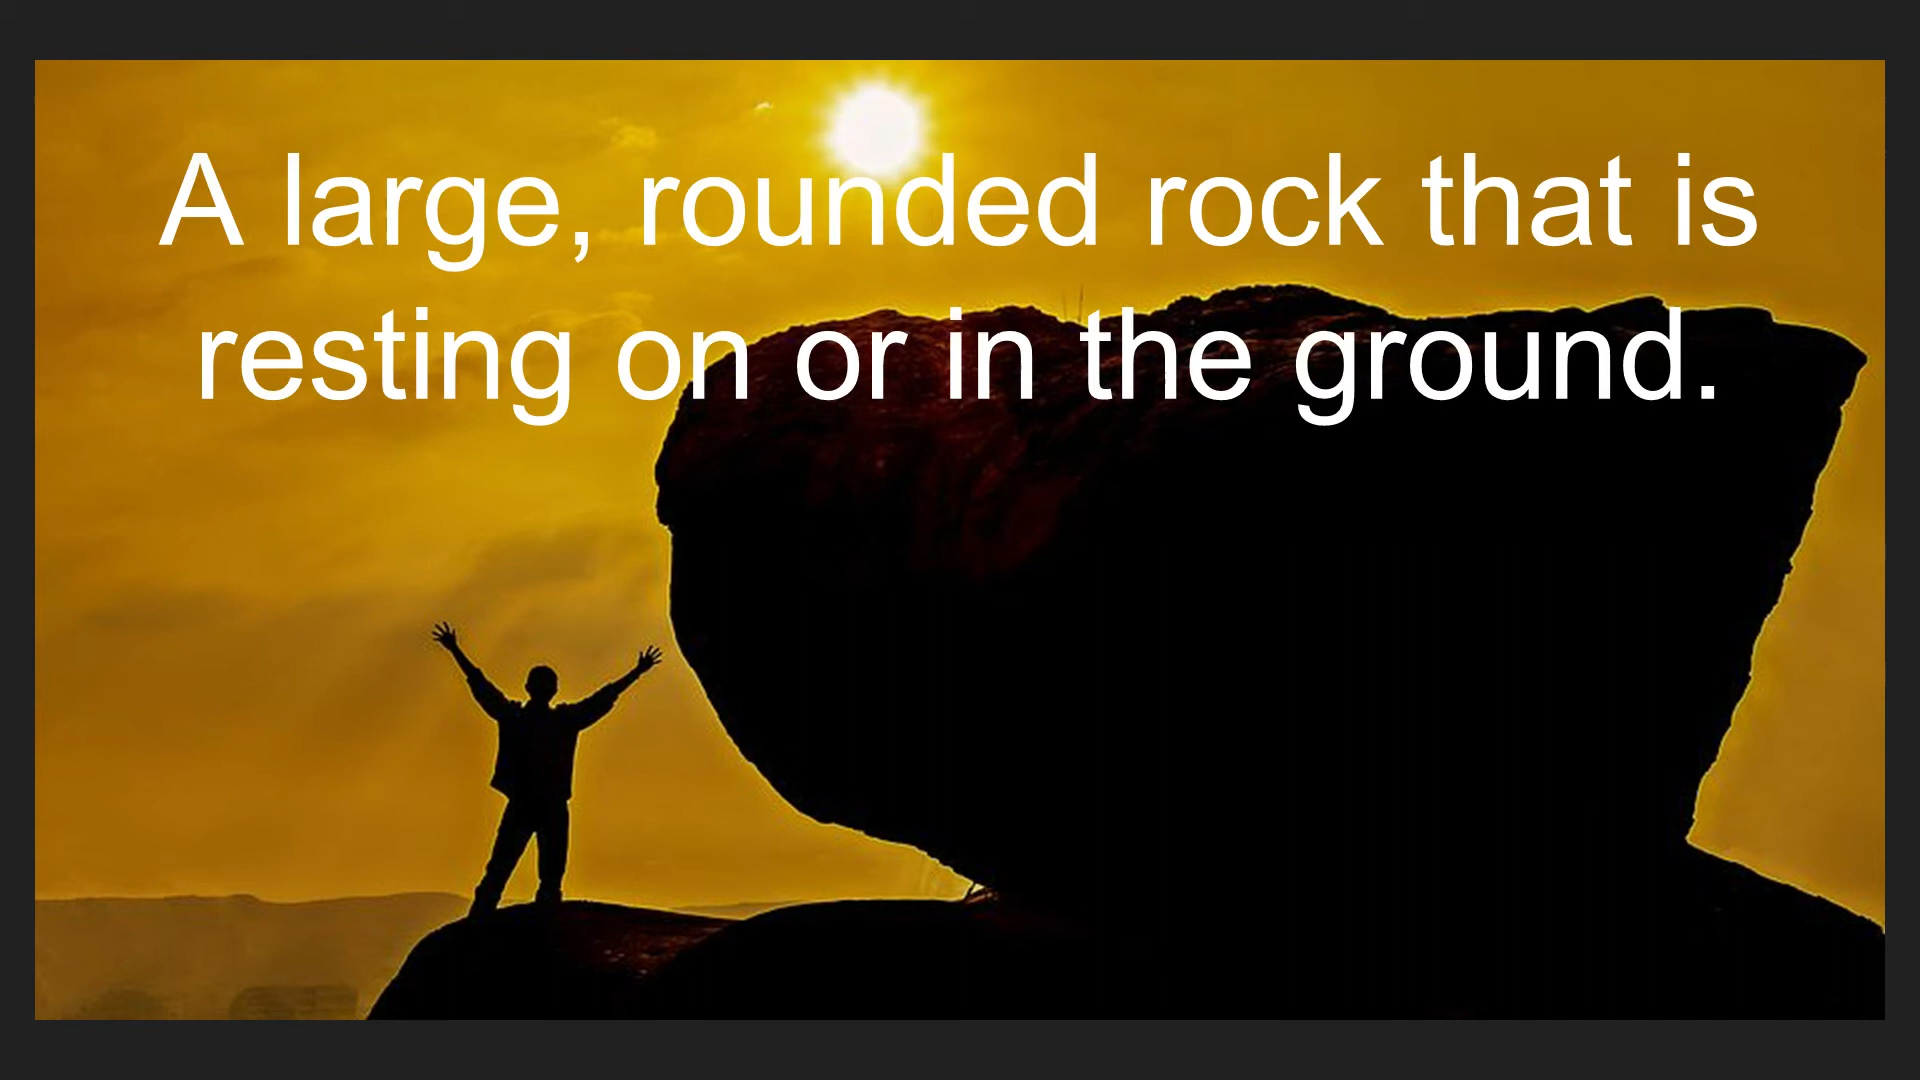 A large, rounded rock that is
resting on or in the ground.